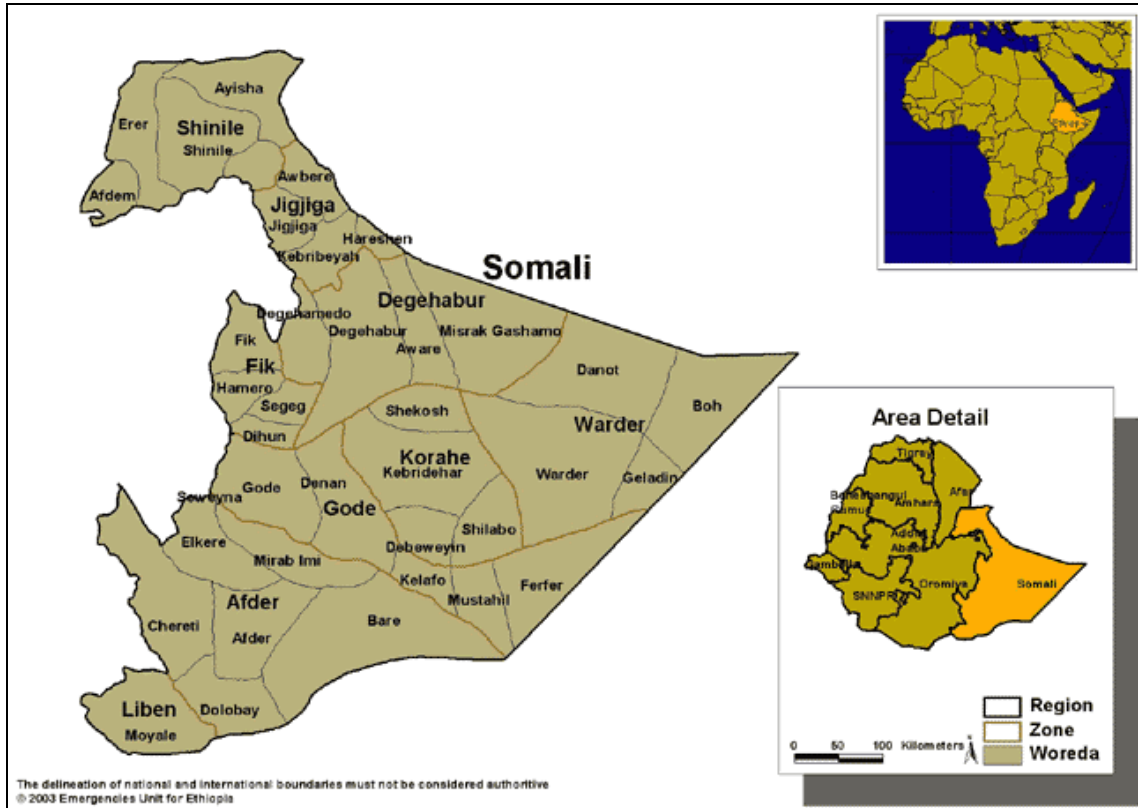 Ayisha
Erer
Shinile
Shinile
Afdem
Awbere
Jigjiga
Jigjiga
Hareshen
Kebribeyah
Somali
Degehabur
Degehamedo
Degehabur
Misrak Gashamo
Aware
Fik
Fik
Hamero
Segeg
Danot
Boh
Shekosh
Warder
Dihun
Korahe
Kebridehar
Warder
Geladin
Gode
Denan
Seweyna
Gode
Shilabo
Elkere
Debeweyin
Mirab Imi
Kelafo
Ferfer
Mustahil
Afder
Bare
Chereti
Afder
Liben
Dolobay
Moyale
The delineation of national and international boundaries must not be considered authoritive
© 2003 Emergencies Unit for Ethiopia
Area Detail
Tigray
Afar
Amhara
Addis
Ababa
Gambella
Oromiya
Somali
SNNPR
Region
Zone
Woreda
0 50 100 Kilometers
N